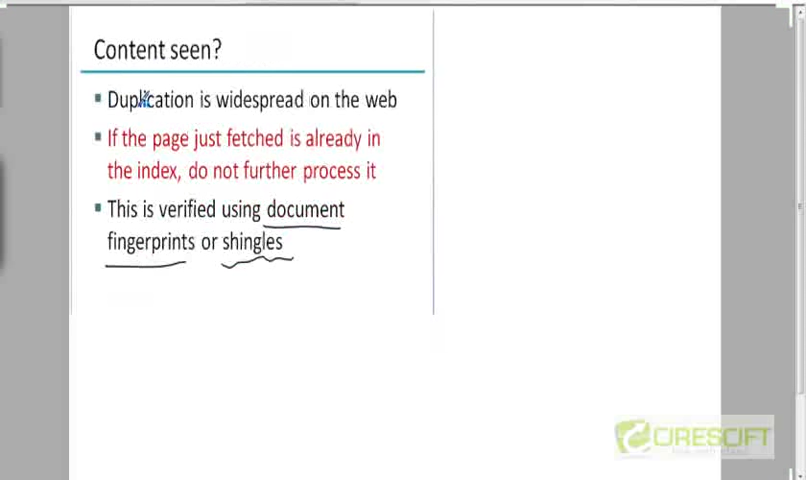 Content seen?
Duplication is widespread on the web
If the page just fetched is already in
the index, do not further process it
This is verified using document
fingerprints or shingles
CIRESCIFT